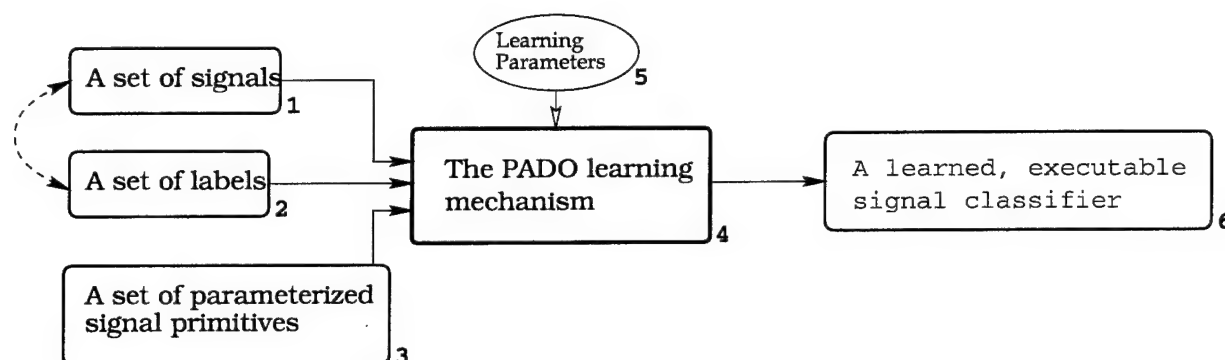 Learning
Parameters
5
A set of signals
1
A set of labels
2
The PADO learning
mechanism
4
A learned, executable
signal classifier
6
A set of parameterized
signal primitives
3